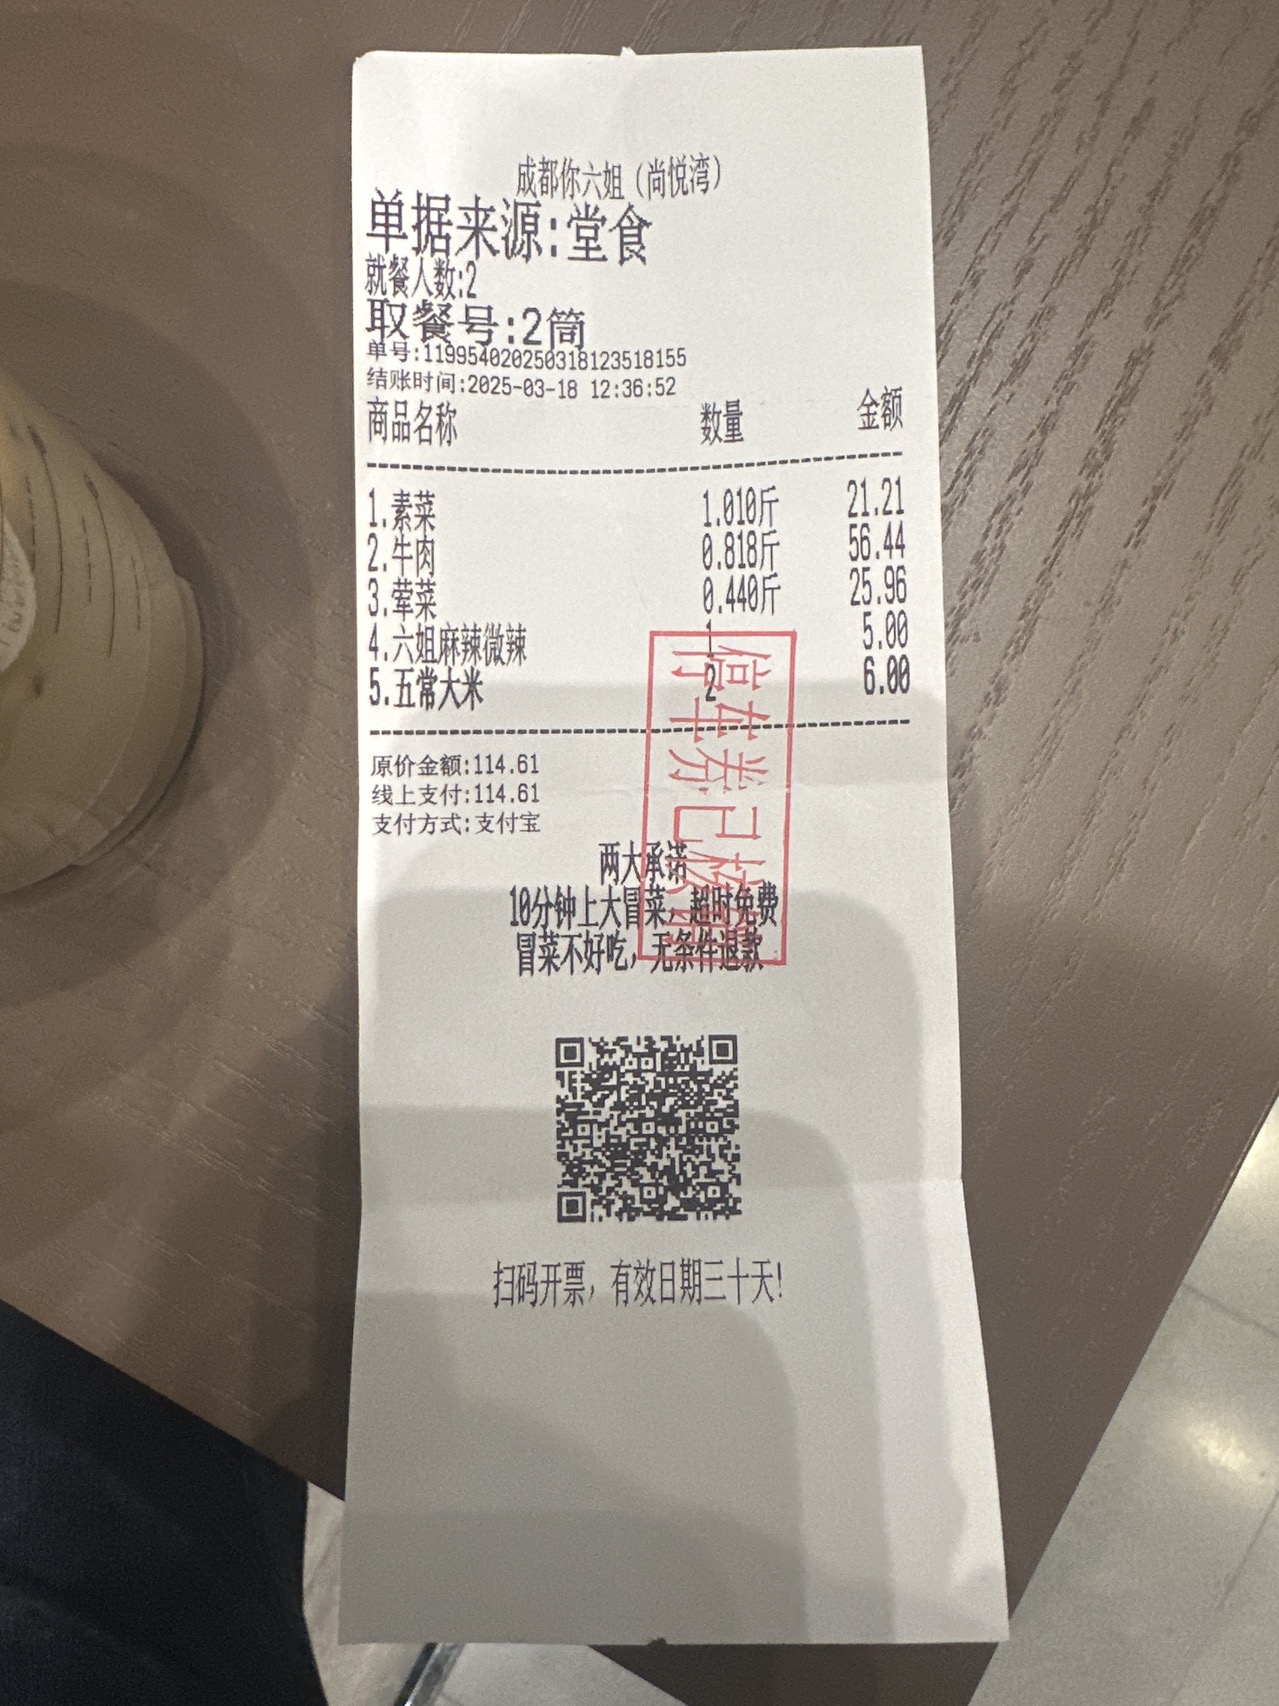 成都你六姐（尚悦湾）
单据来源:堂食
就餐人数:2
取餐号:2筒
单号:119954020250318123518155
结账时间:2025-03-18 12:36:52
商品名称 数量 金额
1.素菜 1.010斤 21.21
2.牛肉 0.818斤 56.44
3.荤菜 0.440斤 25.96
4.六姐麻辣微辣 1 5.00
5.五常大米 2 6.00
原价金额:114.61
线上支付:114.61
支付方式:支付宝
停车券已核销
两大承诺
10分钟上大冒菜，超时免费
冒菜不好吃，无条件退款
扫码开票，有效日期三十天!